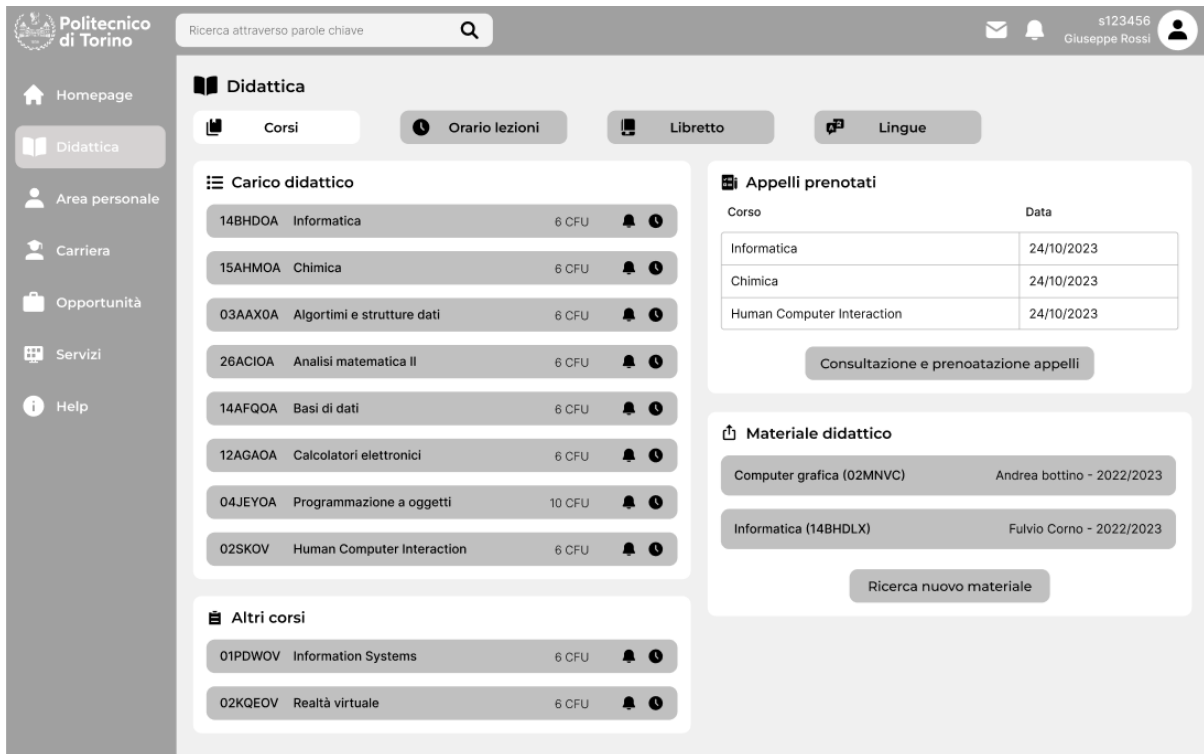 Politecnico
di Torino
Ricerca attraverso parole chiave
s123456
Giuseppe Rossi
Homepage
Didattica
Area personale
Carriera
Opportunità
Servizi
Help
Didattica
Corsi
Orario lezioni
Libretto
Lingue
Carico didattico
14BHDOA Informatica 6 CFU
15AHMOA Chimica 6 CFU
03AAX0A Algortimi e strutture dati 6 CFU
26ACIOA Analisi matematica II 6 CFU
14AFQOA Basi di dati 6 CFU
12AGAOA Calcolatori elettronici 6 CFU
04JEYOA Programmazione a oggetti 10 CFU
02SKOV Human Computer Interaction 6 CFU
Altri corsi
01PDWOV Information Systems 6 CFU
02KQEOV Realtà virtuale 6 CFU
Appelli prenotati
Corso Data
Informatica 24/10/2023
Chimica 24/10/2023
Human Computer Interaction 24/10/2023
Consultazione e prenoatazione appelli
Materiale didattico
Computer grafica (02MNVC) Andrea bottino - 2022/2023
Informatica (14BHDLX) Fulvio Corno - 2022/2023
Ricerca nuovo materiale